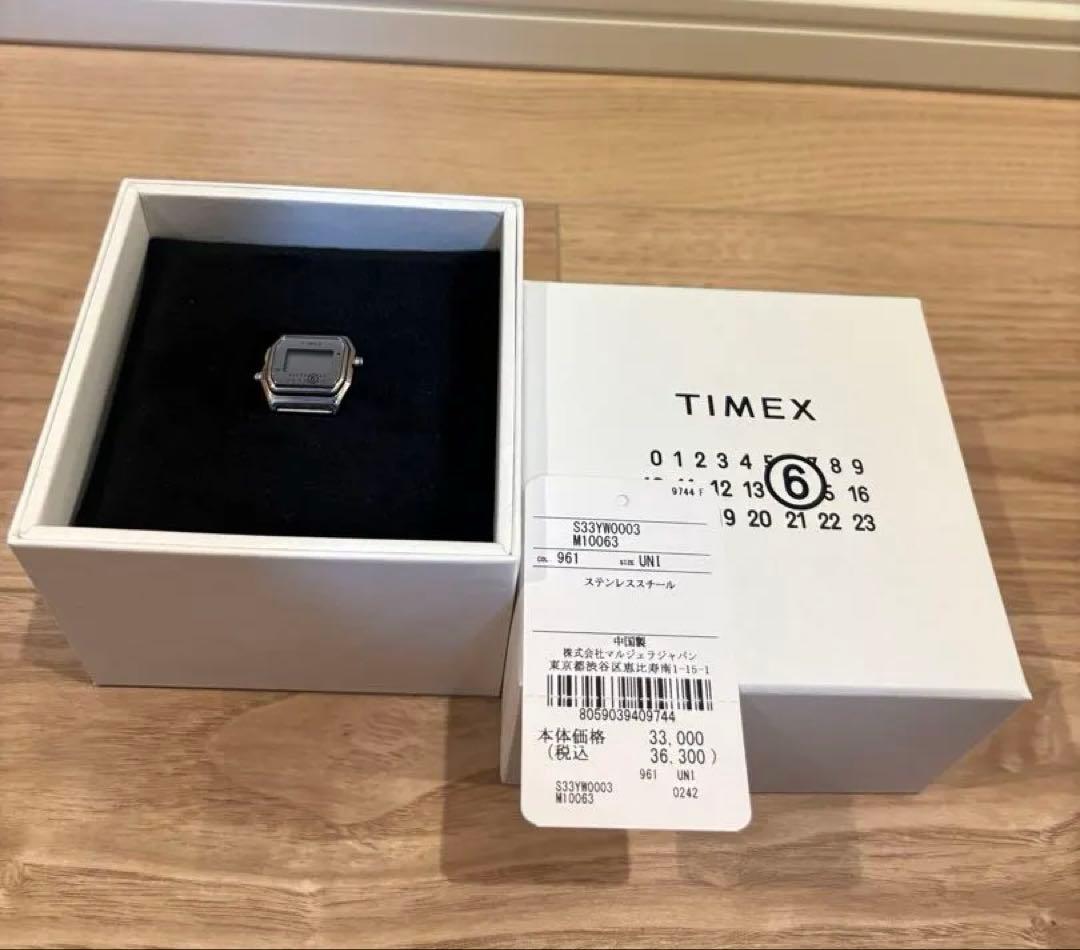 TIMEX
TIMEX
0 1 2 3 4 8 9
12 13 6 16
9 20 21 22 23
9744 F
S33YW0003
M10063
COL 961 SIZE UNI
ステンレススチール
中国製
株式会社マルジェラジャパン
東京都渋谷区恵比寿南1-15-1
8059039409744
本体価格 33,000
(税込 36,300)
961 UNI
S33YW0003
M10063 0242